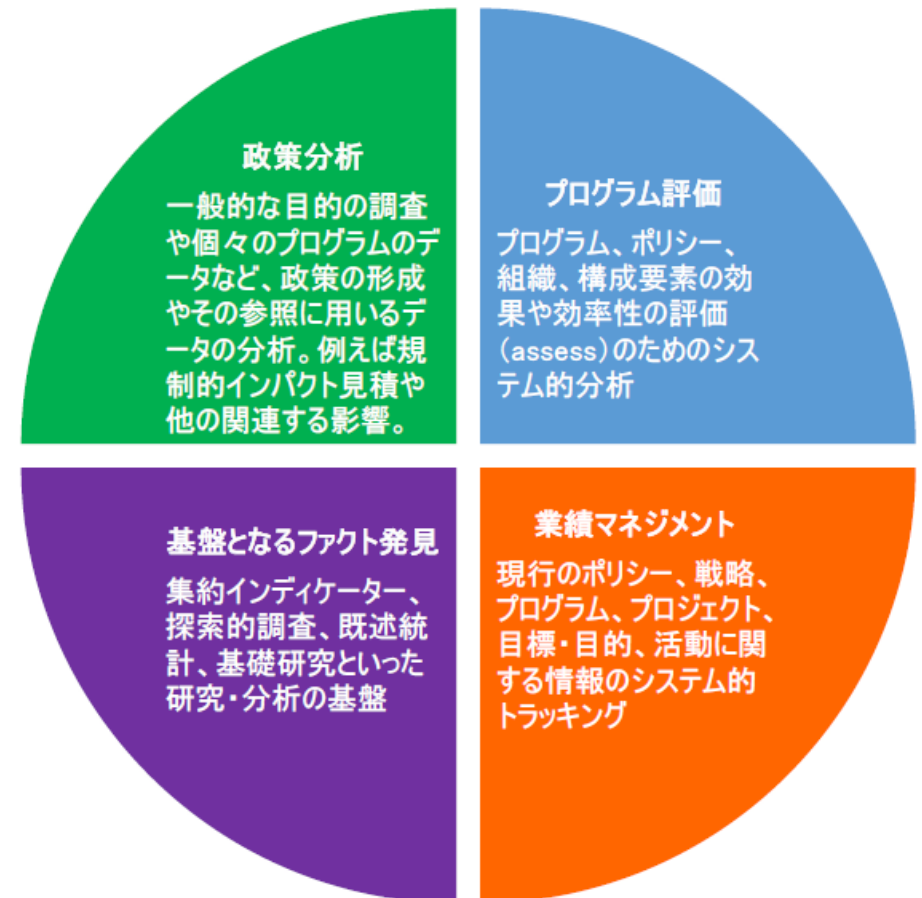 政策分析
一般的な目的の調査
や個々のプログラムのデ
ータなど、政策の形成
やその参照に用いるデ
ータの分析。例えば規
制的インパクト見積や
他の関連する影響。
プログラム評価
プログラム、ポリシー、
組織、構成要素の効
果や効率性の評価
（assess）のためのシス
テム的分析
基盤となるファクト発見
集約インディケーター、
探索的調査、既述統
計、基礎研究といった
研究・分析の基盤
業績マネジメント
現行のポリシー、戦略、
プログラム、プロジェクト、
目標・目的、活動に関
する情報のシステム的
トラッキング